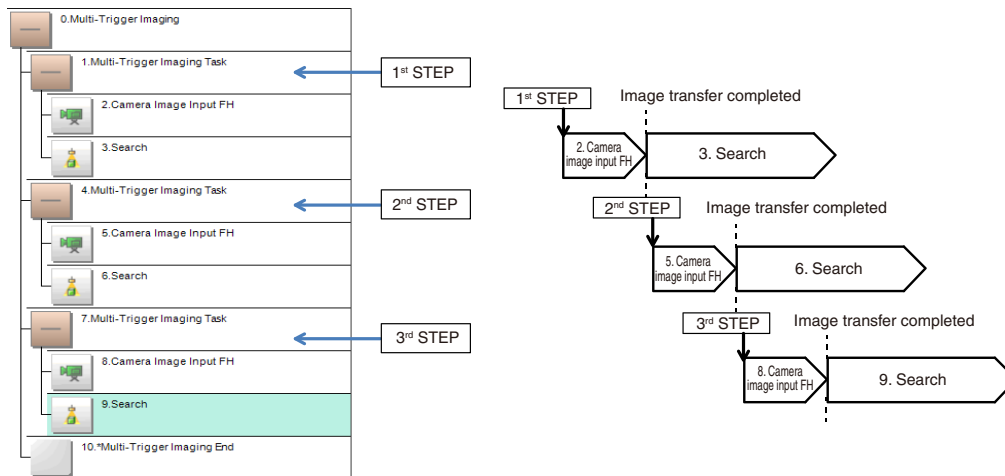 0.Multi-Trigger Imaging
1.Multi-Trigger Imaging Task
2.Camera Image Input FH
3.Search
4.Multi-Trigger Imaging Task
5.Camera Image Input FH
6.Search
7.Multi-Trigger Imaging Task
8.Camera Image Input FH
9.Search
10.*Multi-Trigger Imaging End
1st STEP
2nd STEP
3rd STEP
1st STEP
Image transfer completed
2. Camera
image input FH
3. Search
2nd STEP
Image transfer completed
5. Camera
image input FH
6. Search
3rd STEP
Image transfer completed
8. Camera
image input FH
9. Search